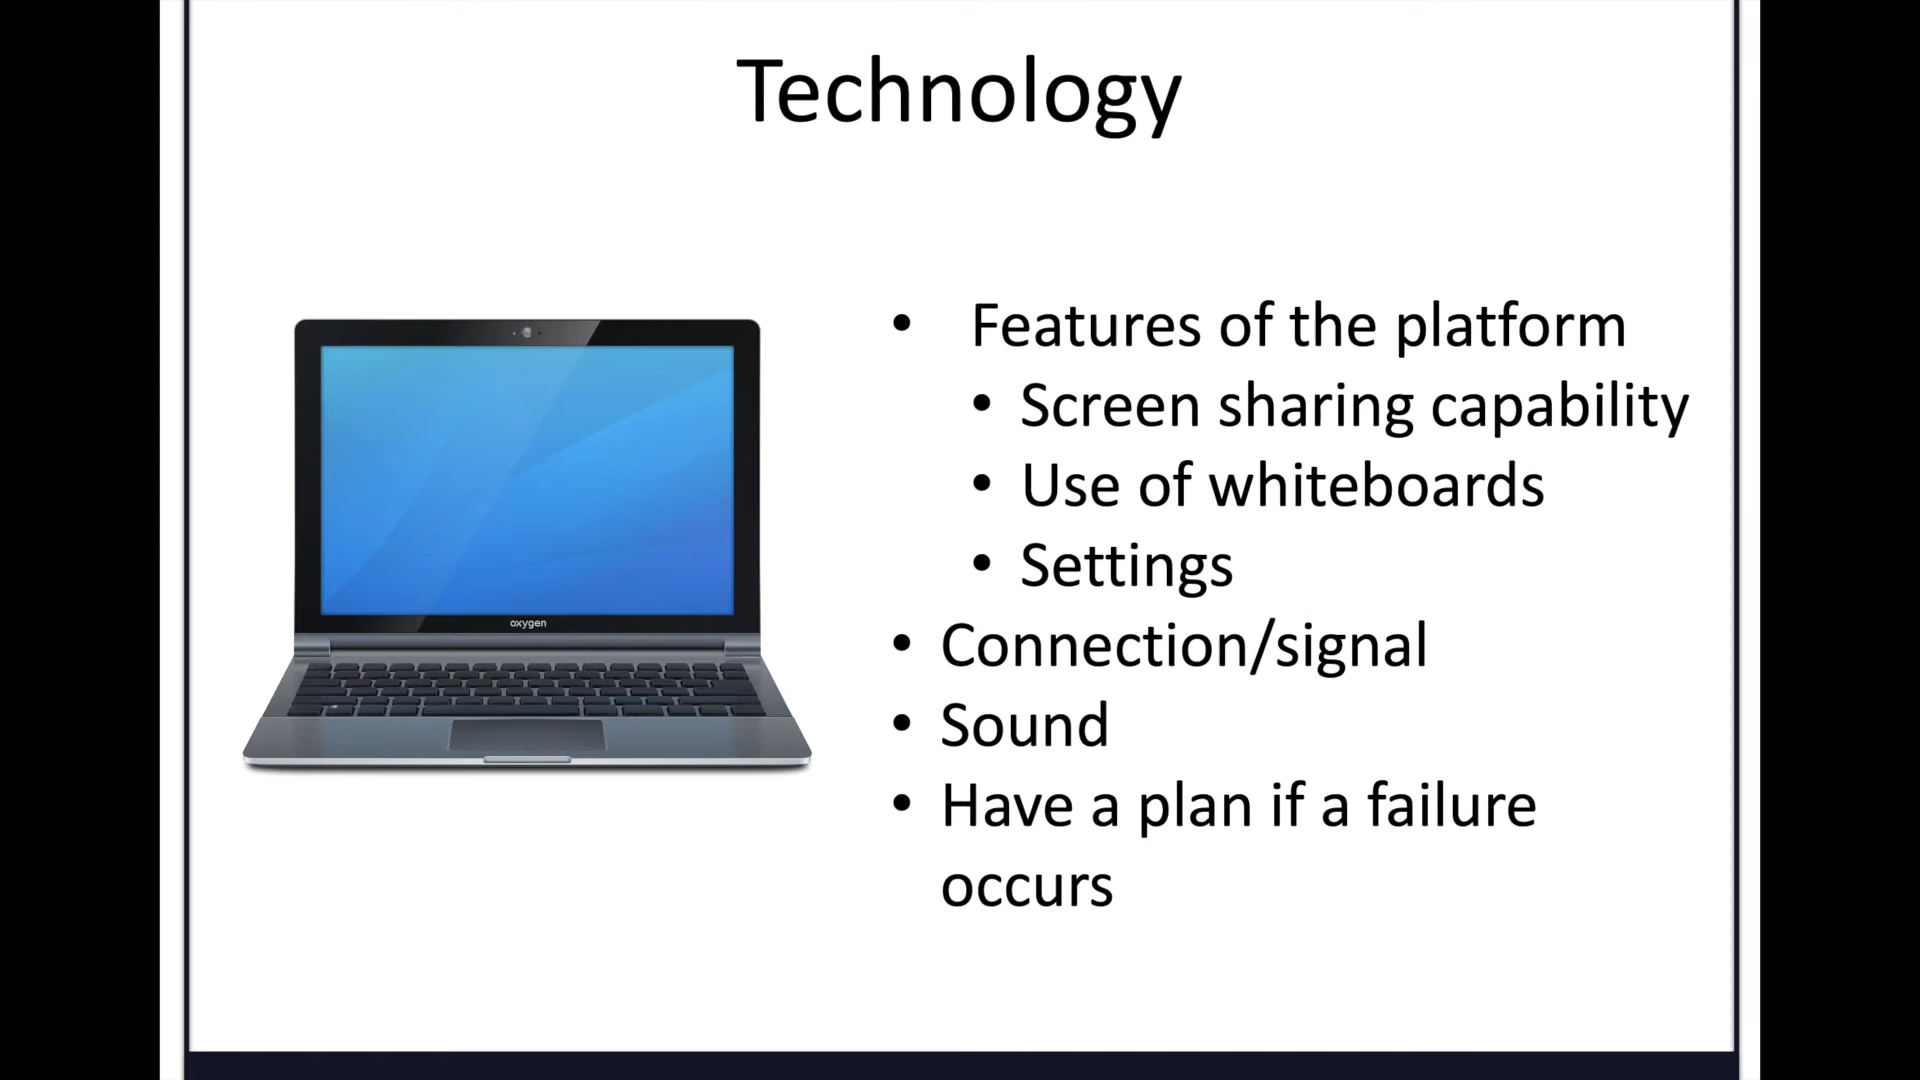 Technology
• Features of the platform
• Screen sharing capability
• Use of whiteboards
• Settings
• Connection/signal
• Sound
• Have a plan if a failure
occurs
oxygen